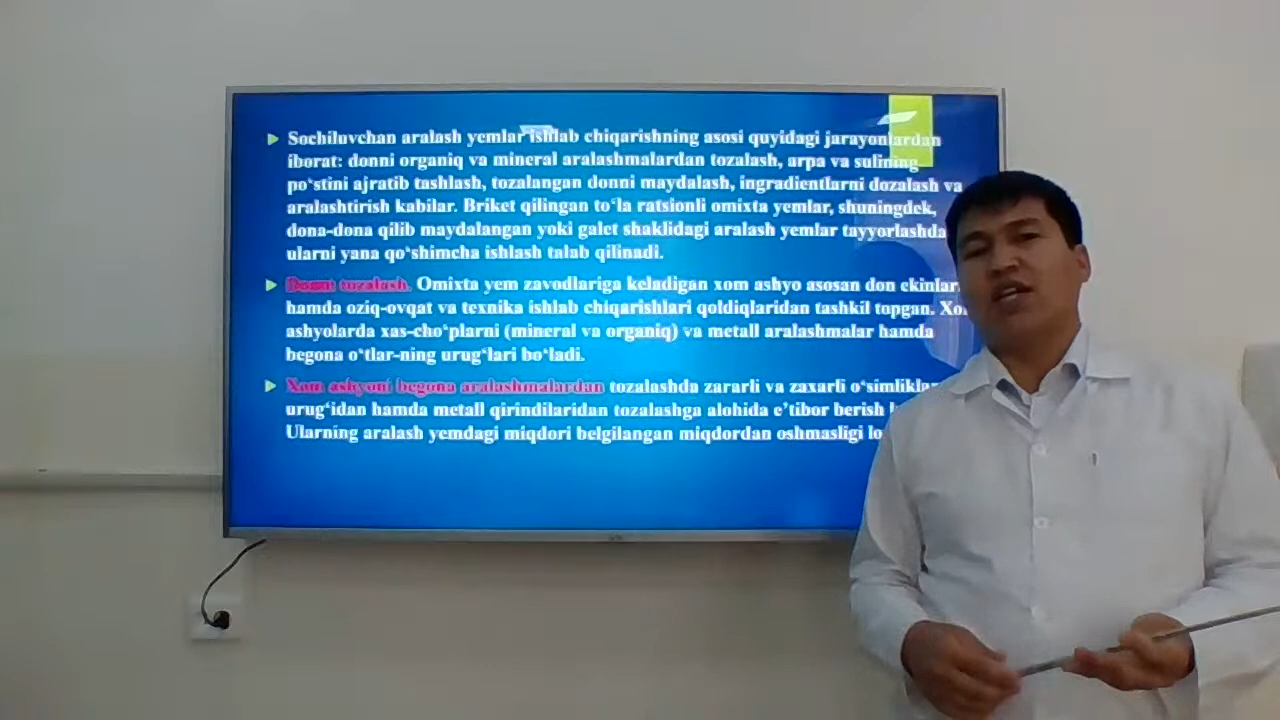 Sochiluvchan aralash yemlar ishlab chiqarishning asosi quyidagi jarayonlardan
iborat: donni organiq va mineral aralashmalardan tozalash, arpa va sulining
po‘stini ajratib tashlash, tozalangan donni maydalash, ingradientlarni dozalash va
aralashtirish kabilar. Briket qilingan to‘la ratsionli omixta yemlar, shuningdek,
dona-dona qilib maydalangan yoki galet shaklidagi aralash yemlar tayyorlashda
ularni yana qo‘shimcha ishlash talab qilinadi.
Donni tozalash. Omixta yem zavodlariga keladigan xom ashyo asosan don ekinlar
hamda oziq-ovqat va texnika ishlab chiqarishlari qoldiqlaridan tashkil topgan.
ashyolarda xas-cho‘plarni (mineral va organiq) va metall aralashmalar hamda
begona o‘tlar-ning urug‘lari bo‘ladi.
Xom ashyoni begona aralashmalardan tozalashda zararli va zaxarli
urug‘idan hamda metall qirindilaridan tozalashga alohida e’tibor berish
Ularning aralash yemdagi miqdori belgilangan miqdordan oshmasligi